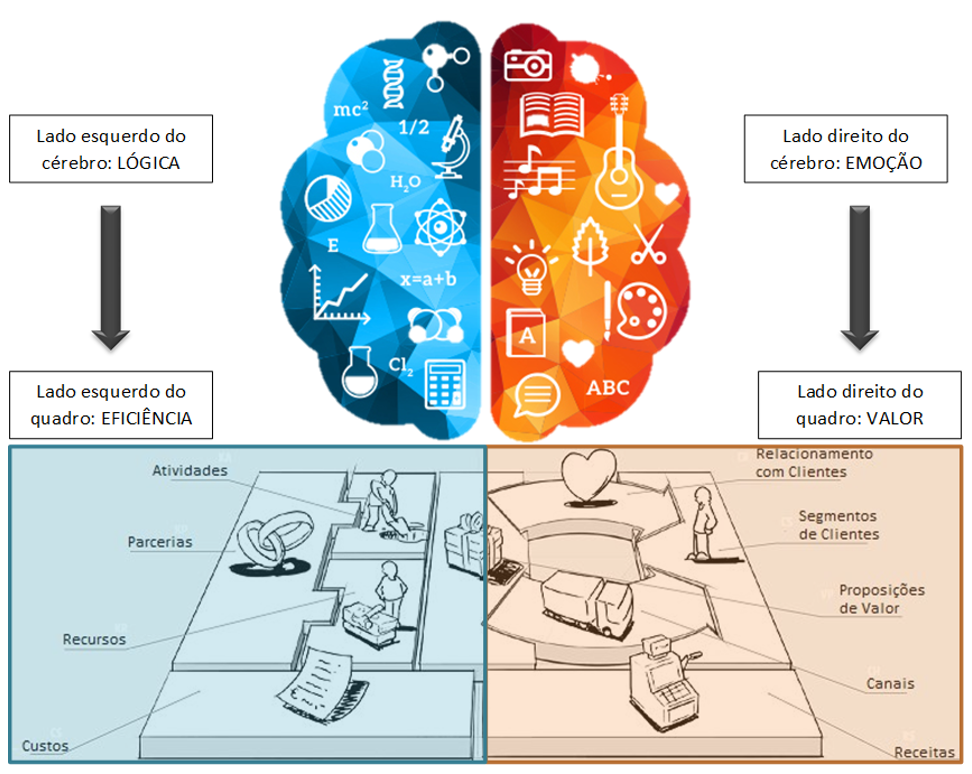 Lado esquerdo do
cérebro: LÓGICA
Lado direito do
cérebro: EMOÇÃO
mc²
1/2
H₂O
E
x=a+b
Cl₂
A
ABC
Lado esquerdo do
quadro: EFICIÊNCIA
Lado direito do
quadro: VALOR
Atividades
Parcerias
Recursos
Custos
Relacionamento
com Clientes
Segmentos
de Clientes
Proposições
de Valor
Canais
Receitas